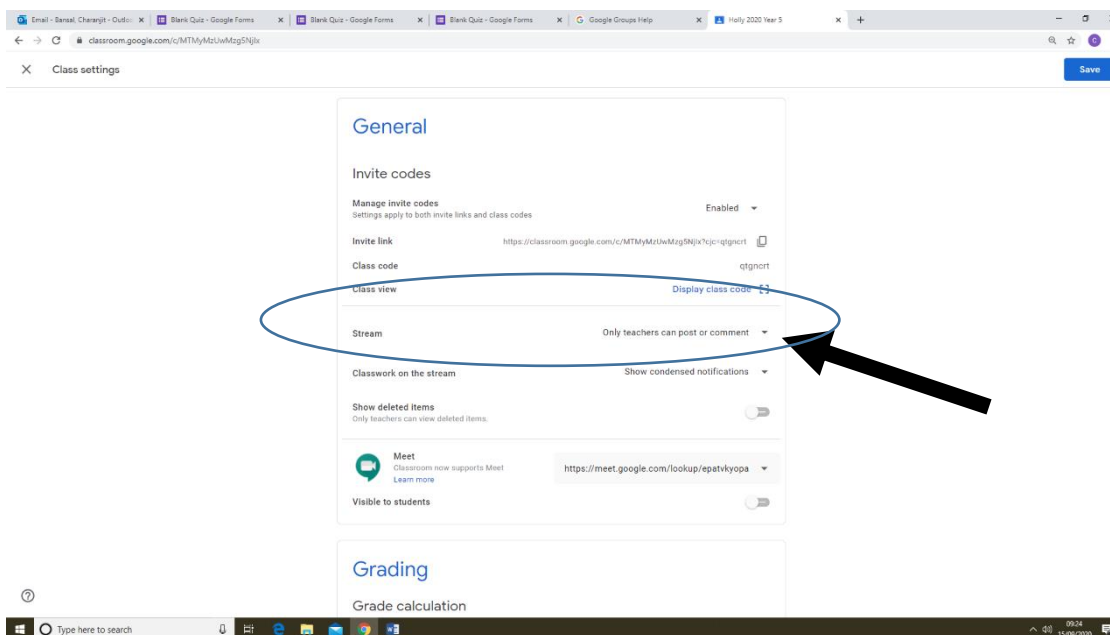 Email - Bansal, Charanjit - Outlo
Blank Quiz - Google Forms
Blank Quiz - Google Forms
Blank Quiz - Google Forms
Google Groups Help
Holly 2020 Year 5
classroom.google.com/c/MTMyMzUwMzg5Njlx
Class settings
Save
General
Invite codes
Manage invite codes
Settings apply to both invite links and class codes
Enabled
Invite link
https://classroom.google.com/c/MTMyMzUwMzg5Njlx?cjc=qtgncrt
Class code
qtgncrt
Class view
Display class code
Stream
Only teachers can post or comment
Classwork on the stream
Show condensed notifications
Show deleted items
Only teachers can view deleted items.
Meet
Classroom now supports Meet
Learn more
https://meet.google.com/lookup/epatvkyopa
Visible to students
Grading
Grade calculation
Type here to search
09:24
15/09/2020